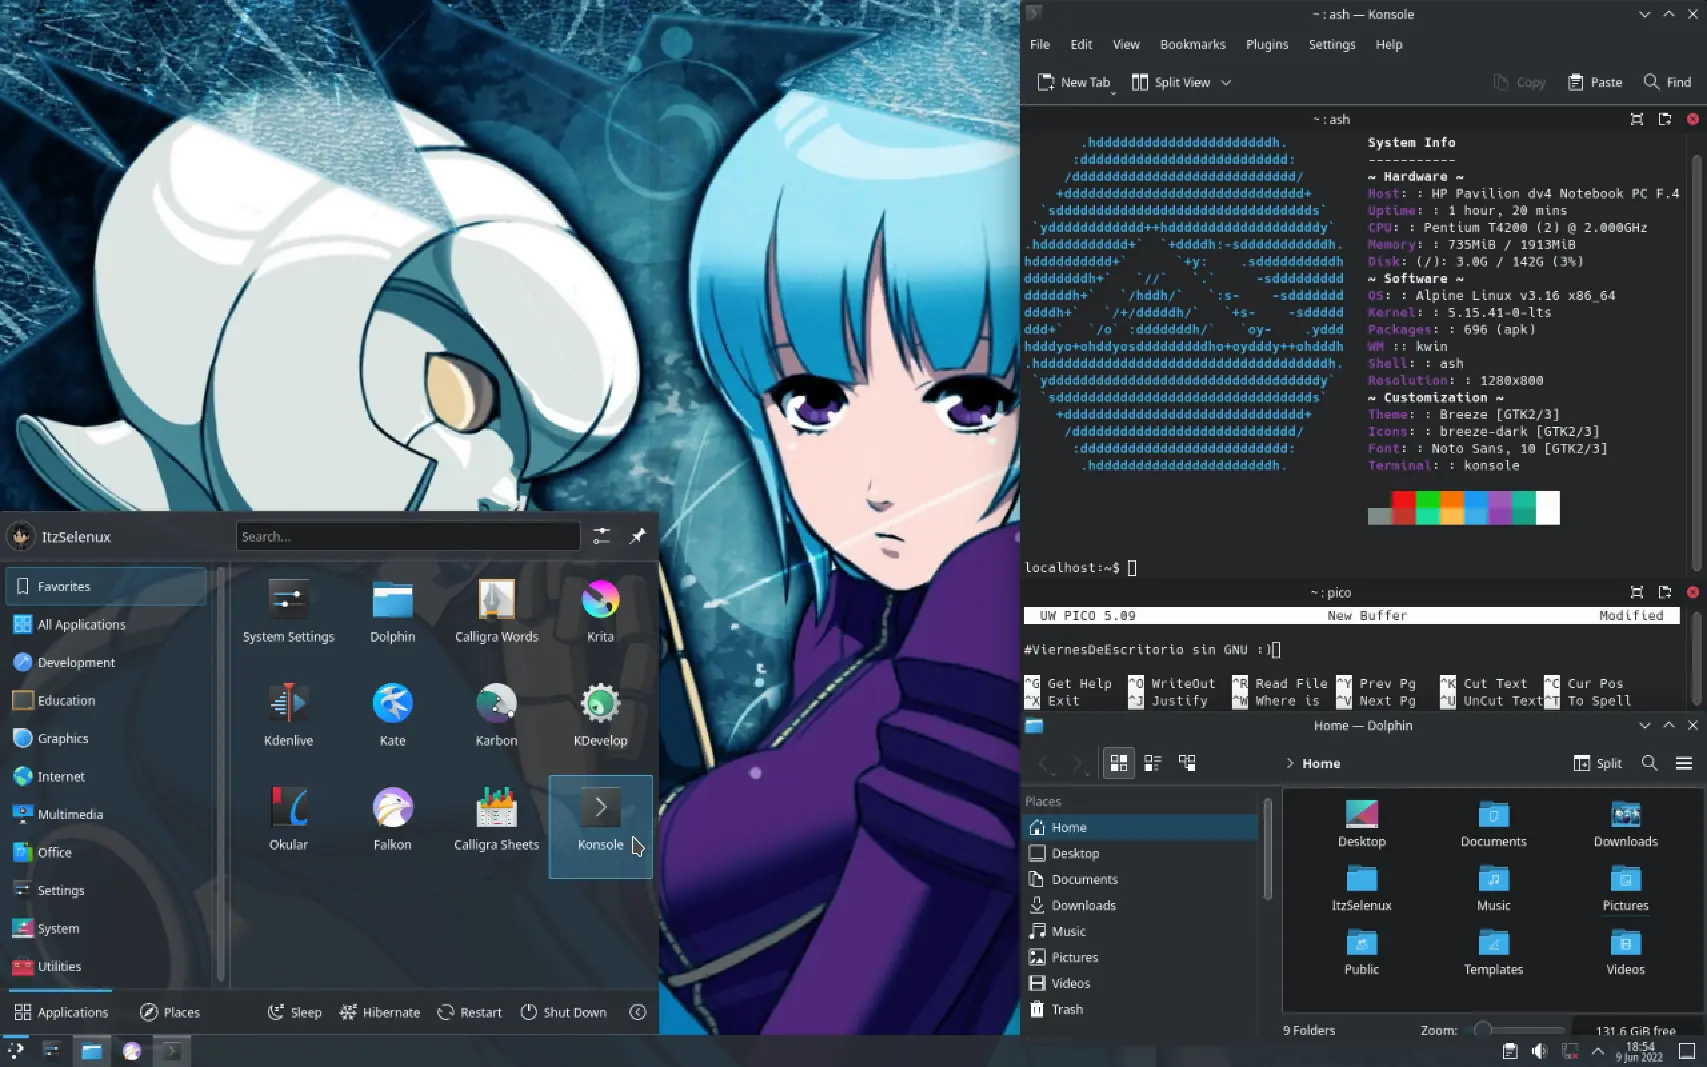 ~ : ash — Konsole
File Edit View Bookmarks Plugins Settings Help
New Tab Split View Copy Paste Find
~ : ash
.hddddddddddddddddddddddh.
System Info
-----------
~ Hardware ~
Host: : HP Pavilion dv4 Notebook PC F.4
Uptime: : 1 hour, 20 mins
CPU: : Pentium T4200 (2) @ 2.000GHz
Memory: : 735MiB / 1913MiB
Disk: (/): 3.0G / 142G (3%)
~ Software ~
OS: : Alpine Linux v3.16 x86_64
Kernel: : 5.15.41-0-lts
Packages: : 696 (apk)
WM :: kwin
Shell: : ash
Resolution: : 1280x800
~ Customization ~
Theme: : Breeze [GTK2/3]
Icons: : breeze-dark [GTK2/3]
Font: : Noto Sans, 10 [GTK2/3]
Terminal: : konsole
localhost:~$
~ : pico
UW PICO 5.09 New Buffer Modified
#ViernesDeEscritorio sin GNU :)
^G Get Help ^O WriteOut ^R Read File ^Y Prev Pg ^K Cut Text ^C Cur Pos
^X Exit ^J Justify ^W Where is ^V Next Pg ^U UnCut Text ^T To Spell
Home — Dolphin
Home Split
Places
Home
Desktop
Documents
Downloads
Music
Pictures
Videos
Trash
Desktop Documents Downloads
ItzSelenux Music Pictures
Public Templates Videos
9 Folders Zoom: 131.6 GiB free
ItzSelenux
Search...
Favorites
All Applications
Development
Education
Graphics
Internet
Multimedia
Office
Settings
System
Utilities
System Settings Dolphin Calligra Words Krita
Kdenlive Kate Karbon KDevelop
Okular Falkon Calligra Sheets Konsole
Applications Places Sleep Hibernate Restart Shut Down
18:54
9 Jun 2022